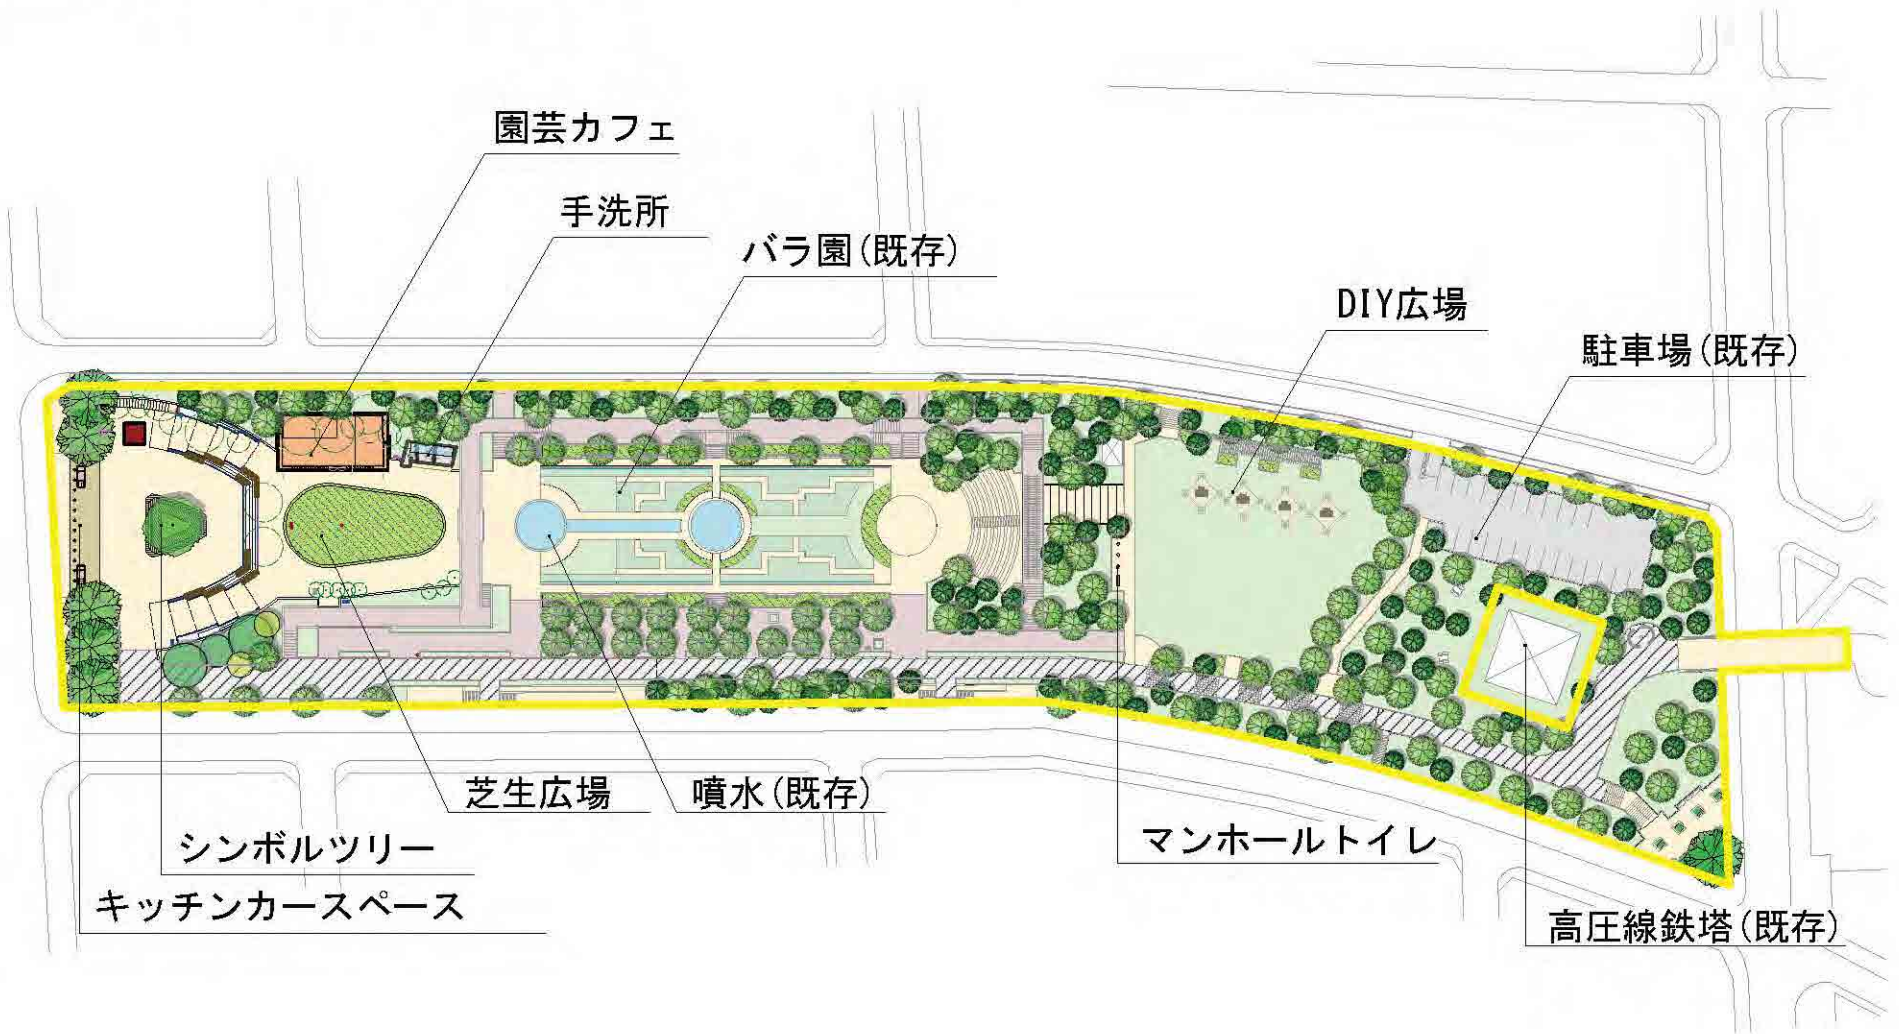 園芸カフェ
手洗所
バラ園(既存)
DIY広場
駐車場(既存)
芝生広場
噴水(既存)
シンボルツリー
キッチンカースペース
マンホールトイレ
高圧線鉄塔(既存)